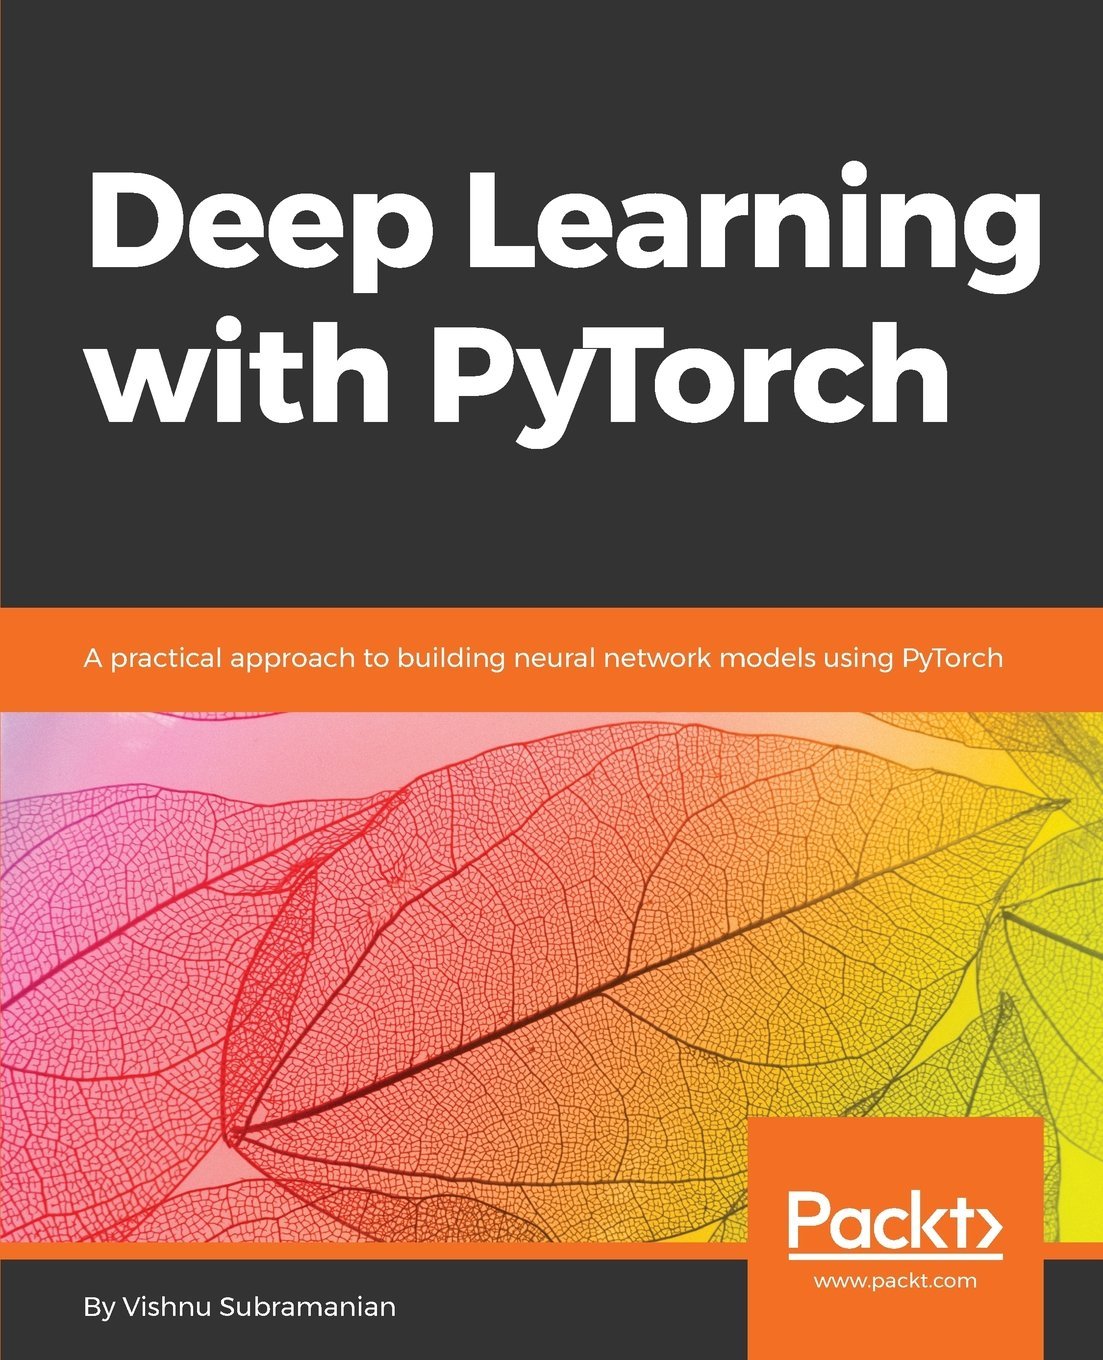 Deep Learning
with PyTorch
A practical approach to building neural network models using PyTorch
Packt>
www.packt.com
By Vishnu Subramanian